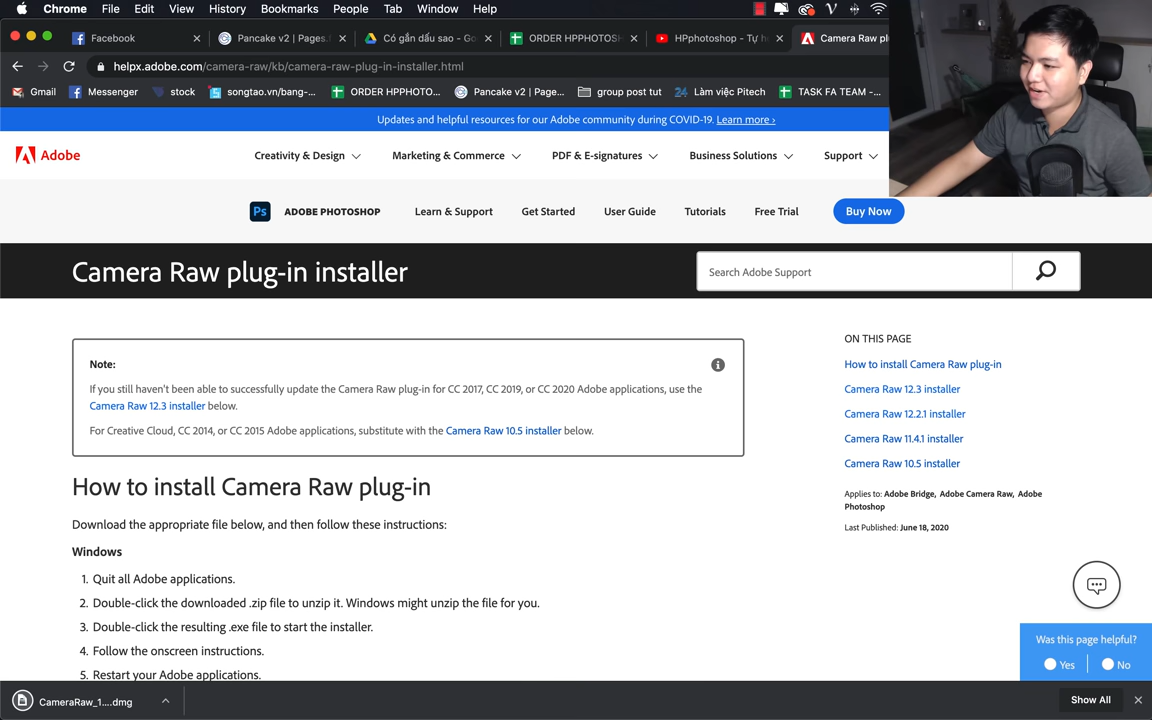 Chrome File Edit View History Bookmarks People Tab Window Help
Facebook
Pancake v2 | Pages.
Có gắn dấu sao - Go
ORDER HPPHOTOSH
HPphotoshop - Tự h
Camera Raw pl
helpx.adobe.com/camera-raw/kb/camera-raw-plug-in-installer.html
Gmail
Messenger
stock
songtao.vn/bang-...
ORDER HPPHOTO...
Pancake v2 | Page...
group post tut
24 Làm việc Pitech
TASK FA TEAM -...
Updates and helpful resources for our Adobe community during COVID-19. Learn more ›
Adobe
Creativity & Design
Marketing & Commerce
PDF & E-signatures
Business Solutions
Support
Ps ADOBE PHOTOSHOP
Learn & Support
Get Started
User Guide
Tutorials
Free Trial
Buy Now
Camera Raw plug-in installer
Search Adobe Support
Note:
If you still haven't been able to successfully update the Camera Raw plug-in for CC 2017, CC 2019, or CC 2020 Adobe applications, use the
Camera Raw 12.3 installer below.
For Creative Cloud, CC 2014, or CC 2015 Adobe applications, substitute with the Camera Raw 10.5 installer below.
How to install Camera Raw plug-in
Download the appropriate file below, and then follow these instructions:
Windows
1. Quit all Adobe applications.
2. Double-click the downloaded .zip file to unzip it. Windows might unzip the file for you.
3. Double-click the resulting .exe file to start the installer.
4. Follow the onscreen instructions.
5. Restart your Adobe applications.
ON THIS PAGE
How to install Camera Raw plug-in
Camera Raw 12.3 installer
Camera Raw 12.2.1 installer
Camera Raw 11.4.1 installer
Camera Raw 10.5 installer
Applies to: Adobe Bridge, Adobe Camera Raw, Adobe
Photoshop
Last Published: June 18, 2020
Was this page helpful?
Yes
No
CameraRaw_1....dmg
Show All